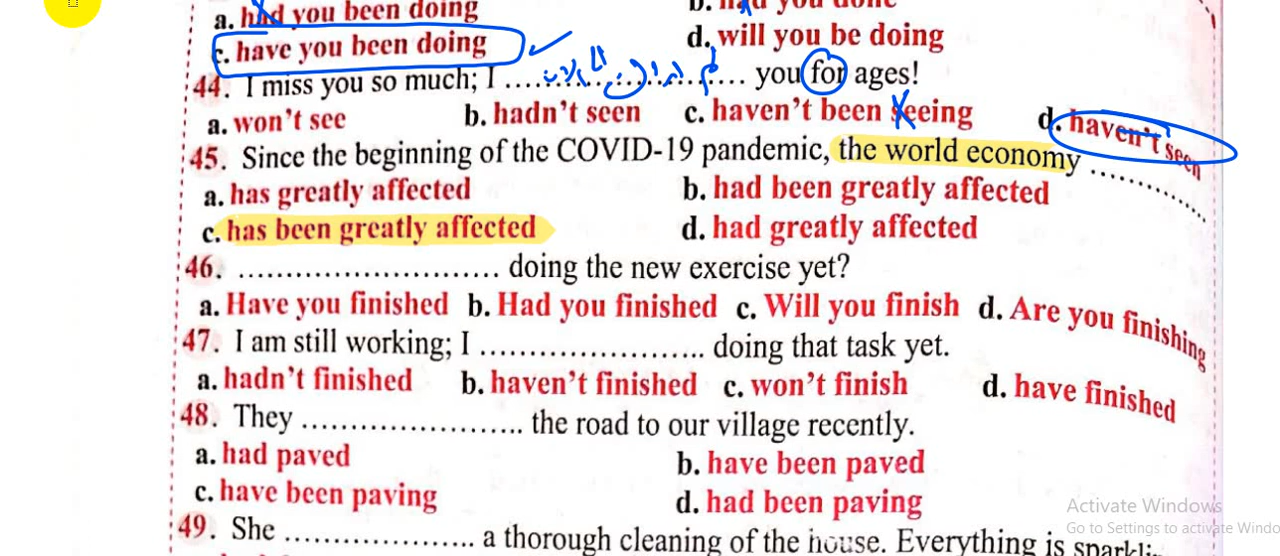 a. had you been doing
c. have you been doing
d. will you be doing
44. I miss you so much; I .............................. you for ages!
a. won't see b. hadn't seen c. haven't been seeing d. haven't seen
45. Since the beginning of the COVID-19 pandemic, the world economy ..............
a. has greatly affected b. had been greatly affected
c. has been greatly affected d. had greatly affected
46. ............................ doing the new exercise yet?
a. Have you finished b. Had you finished c. Will you finish d. Are you finishing
47. I am still working; I ........................ doing that task yet.
a. hadn't finished b. haven't finished c. won't finish d. have finished
48. They ........................ the road to our village recently.
a. had paved b. have been paved
c. have been paving d. had been paving
49. She .................... a thorough cleaning of the house. Everything is
Activate Windows
Go to Settings to activate Windo